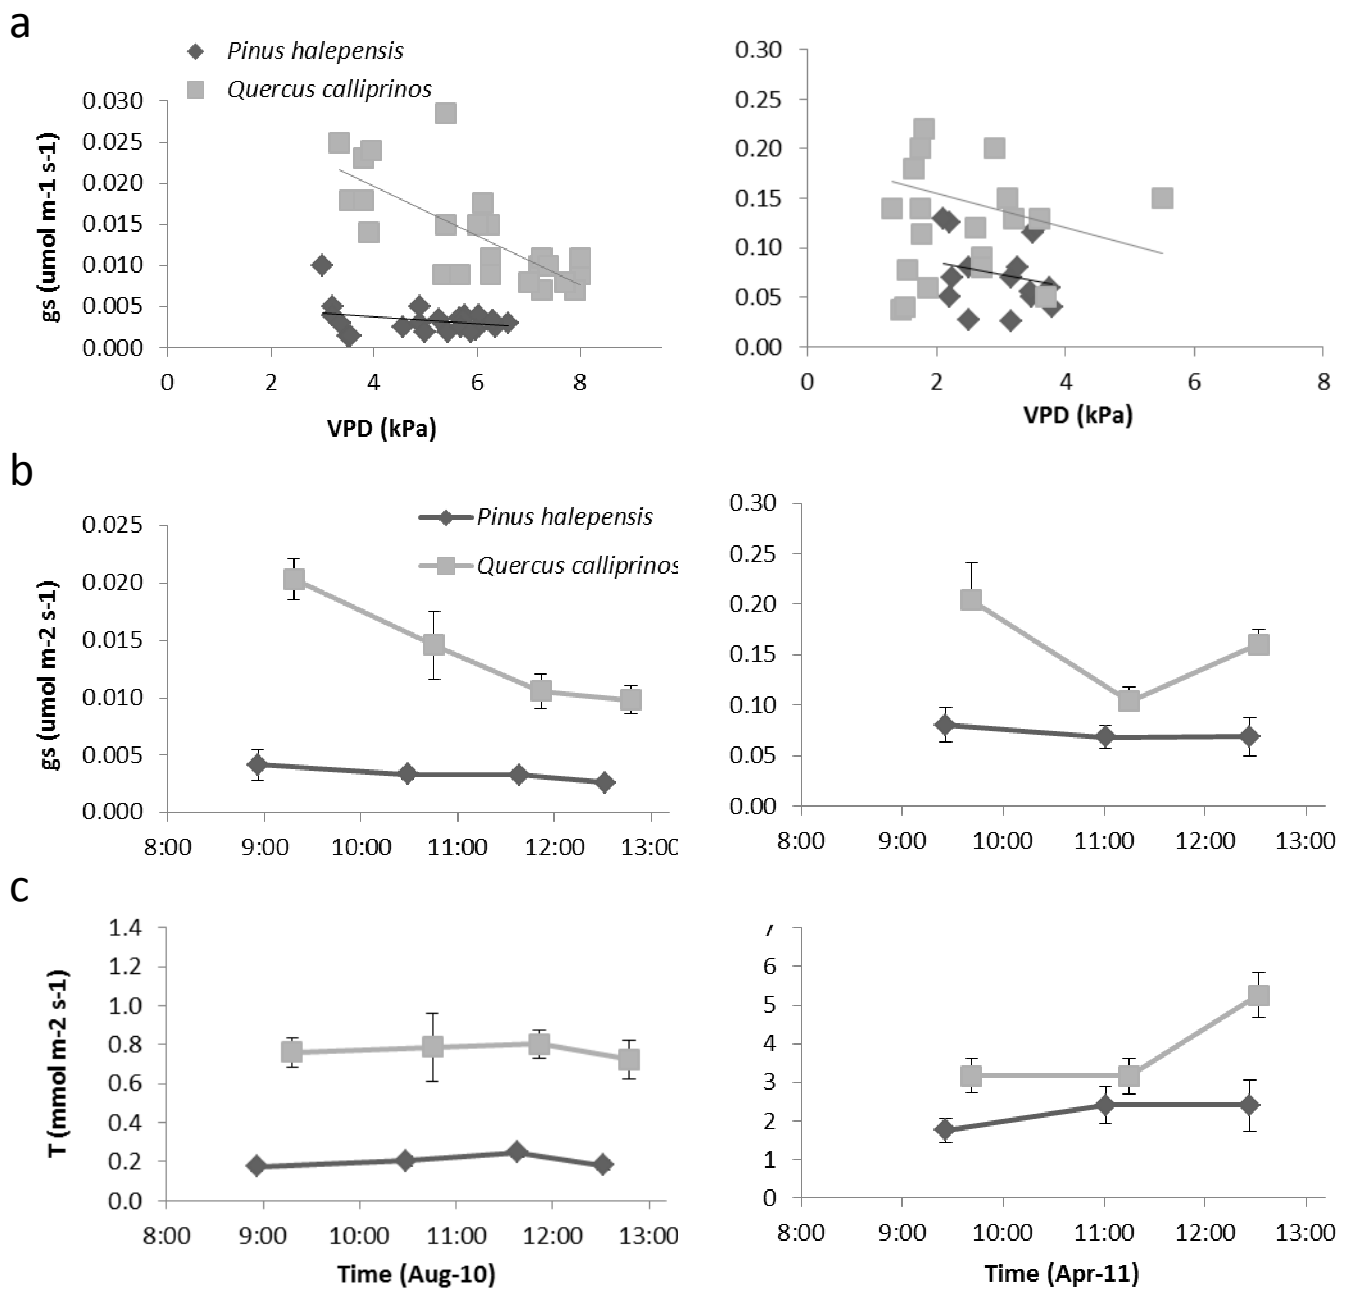 a
Pinus halepensis
Quercus calliprinos
gs (umol m-1 s-1)
0.030
0.025
0.020
0.015
0.010
0.005
0.000
0 2 4 6 8
VPD (kPa)
0.30
0.25
0.20
0.15
0.10
0.05
0.00
0 2 4 6 8
VPD (kPa)
b
Pinus halepensis
Quercus calliprinos
gs (umol m-2 s-1)
0.025
0.020
0.015
0.010
0.005
0.000
8:00 9:00 10:00 11:00 12:00 13:00
0.30
0.25
0.20
0.15
0.10
0.05
0.00
8:00 9:00 10:00 11:00 12:00 13:00
c
T (mmol m-2 s-1)
1.4
1.2
1.0
0.8
0.6
0.4
0.2
0.0
8:00 9:00 10:00 11:00 12:00 13:00
Time (Aug-10)
7
6
5
4
3
2
1
0
8:00 9:00 10:00 11:00 12:00 13:00
Time (Apr-11)